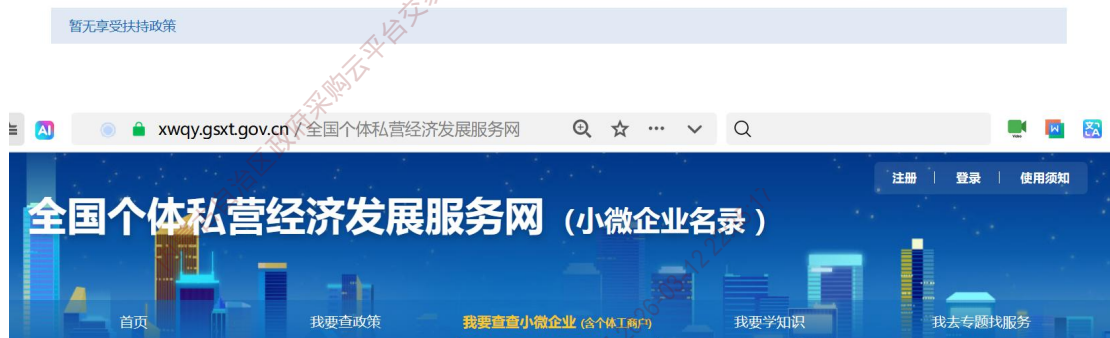 暂无享受扶持政策
xwqy.gsxt.gov.cn / 全国个体私营经济发展服务网
注册 | 登录 | 使用须知
全国个体私营经济发展服务网（小微企业名录）
首页 我要查政策 我要查查小微企业 (含个体工商户) 我要学知识 我去专题找服务